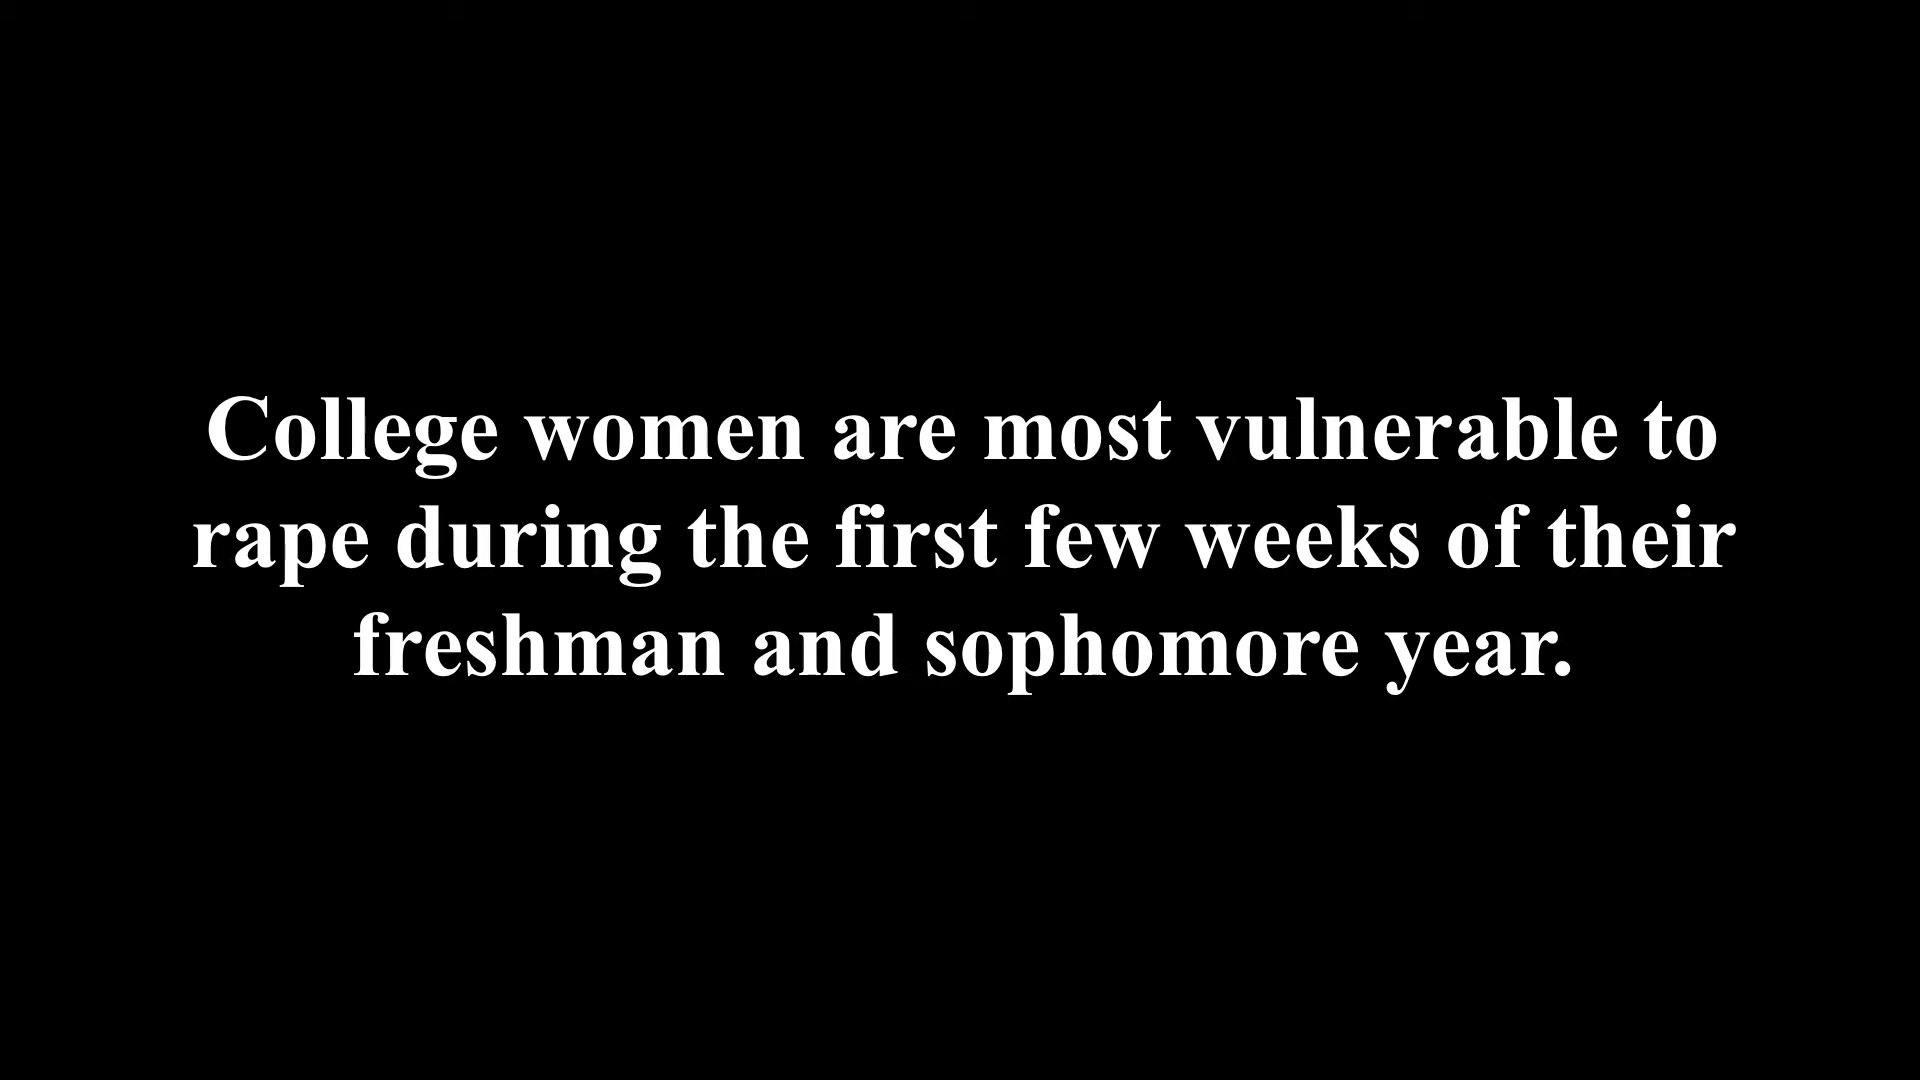 College women are most vulnerable to
rape during the first few weeks of their
freshman and sophomore year.